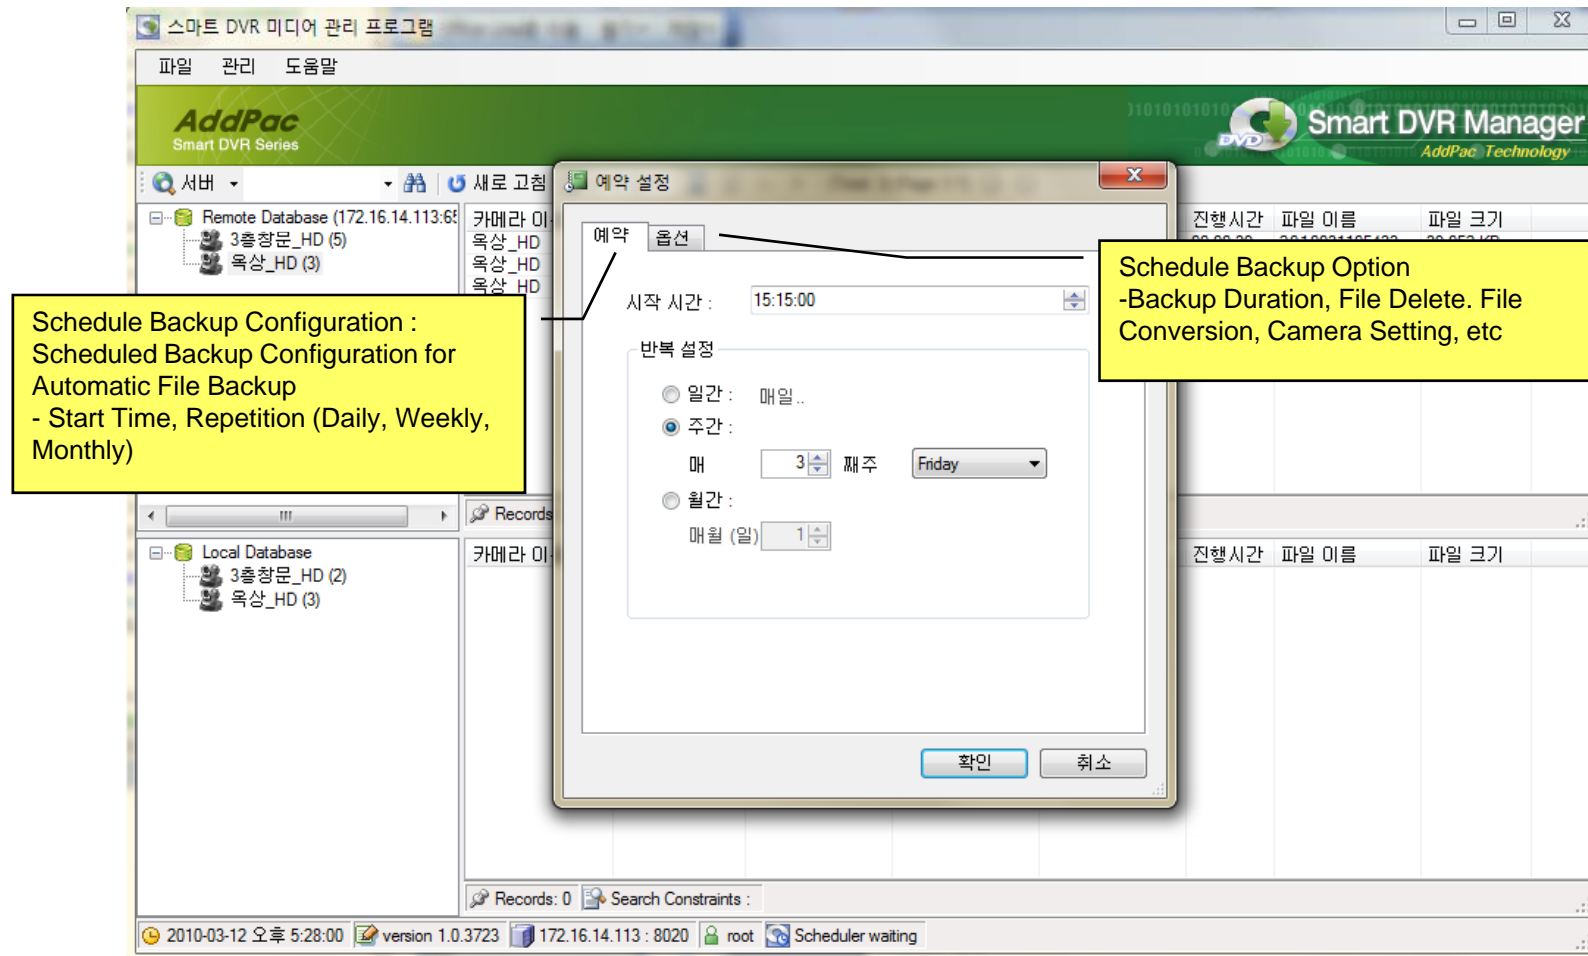 스마트 DVR 미디어 관리 프로그램
파일 관리 도움말
AddPac
Smart DVR Series
DVD
Smart DVR Manager
AddPac Technology
서버
새로 고침
Remote Database (172.16.14.113:65
3층창문_HD (5)
옥상_HD (3)
카메라 이
옥상_HD
옥상_HD
옥상_HD
진행시간 파일 이름 파일 크기
예약 설정
예약 옵션
시작 시간 : 15:15:00
반복 설정
일간 : 매일..
주간 :
매 3 째주 Friday
월간 :
매월 (일) 1
확인 취소
Schedule Backup Configuration :
Scheduled Backup Configuration for
Automatic File Backup
- Start Time, Repetition (Daily, Weekly,
Monthly)
Schedule Backup Option
-Backup Duration, File Delete. File
Conversion, Camera Setting, etc
Records
Local Database
3층창문_HD (2)
옥상_HD (3)
카메라 이
진행시간 파일 이름 파일 크기
Records: 0 Search Constraints :
2010-03-12 오후 5:28:00 version 1.0.3723 172.16.14.113 : 8020 root Scheduler waiting